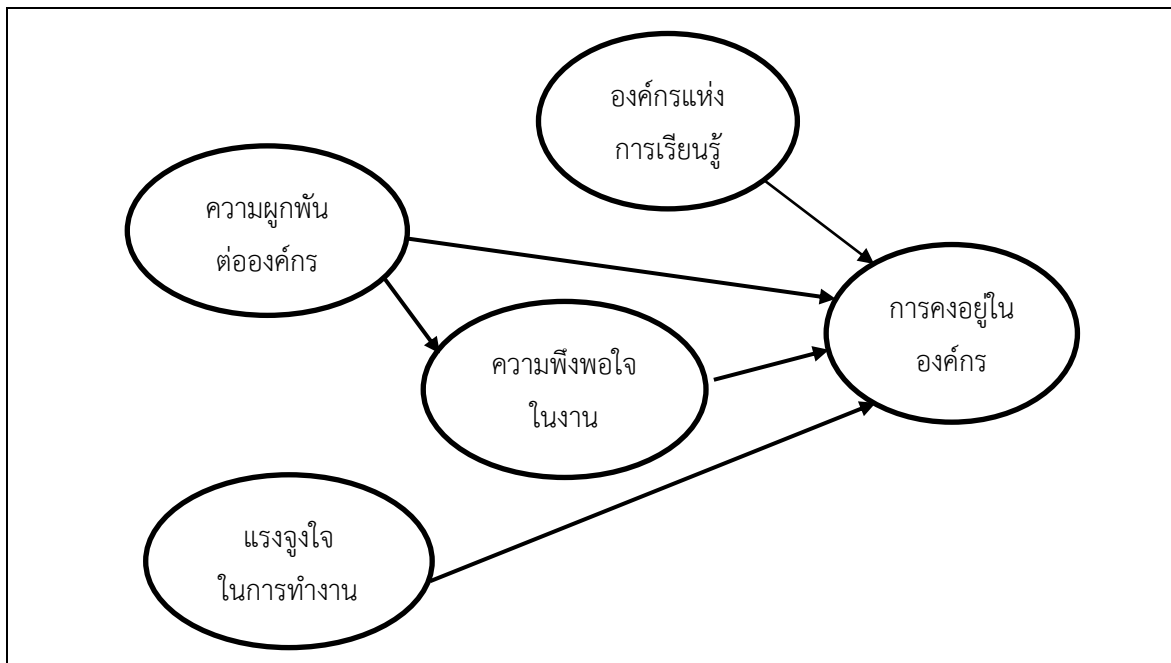 องค์กรแห่ง
การเรียนรู้
ความผูกพัน
ต่อองค์กร
การคงอยู่ใน
องค์กร
ความพึงพอใจ
ในงาน
แรงจูงใจ
ในการทำงาน